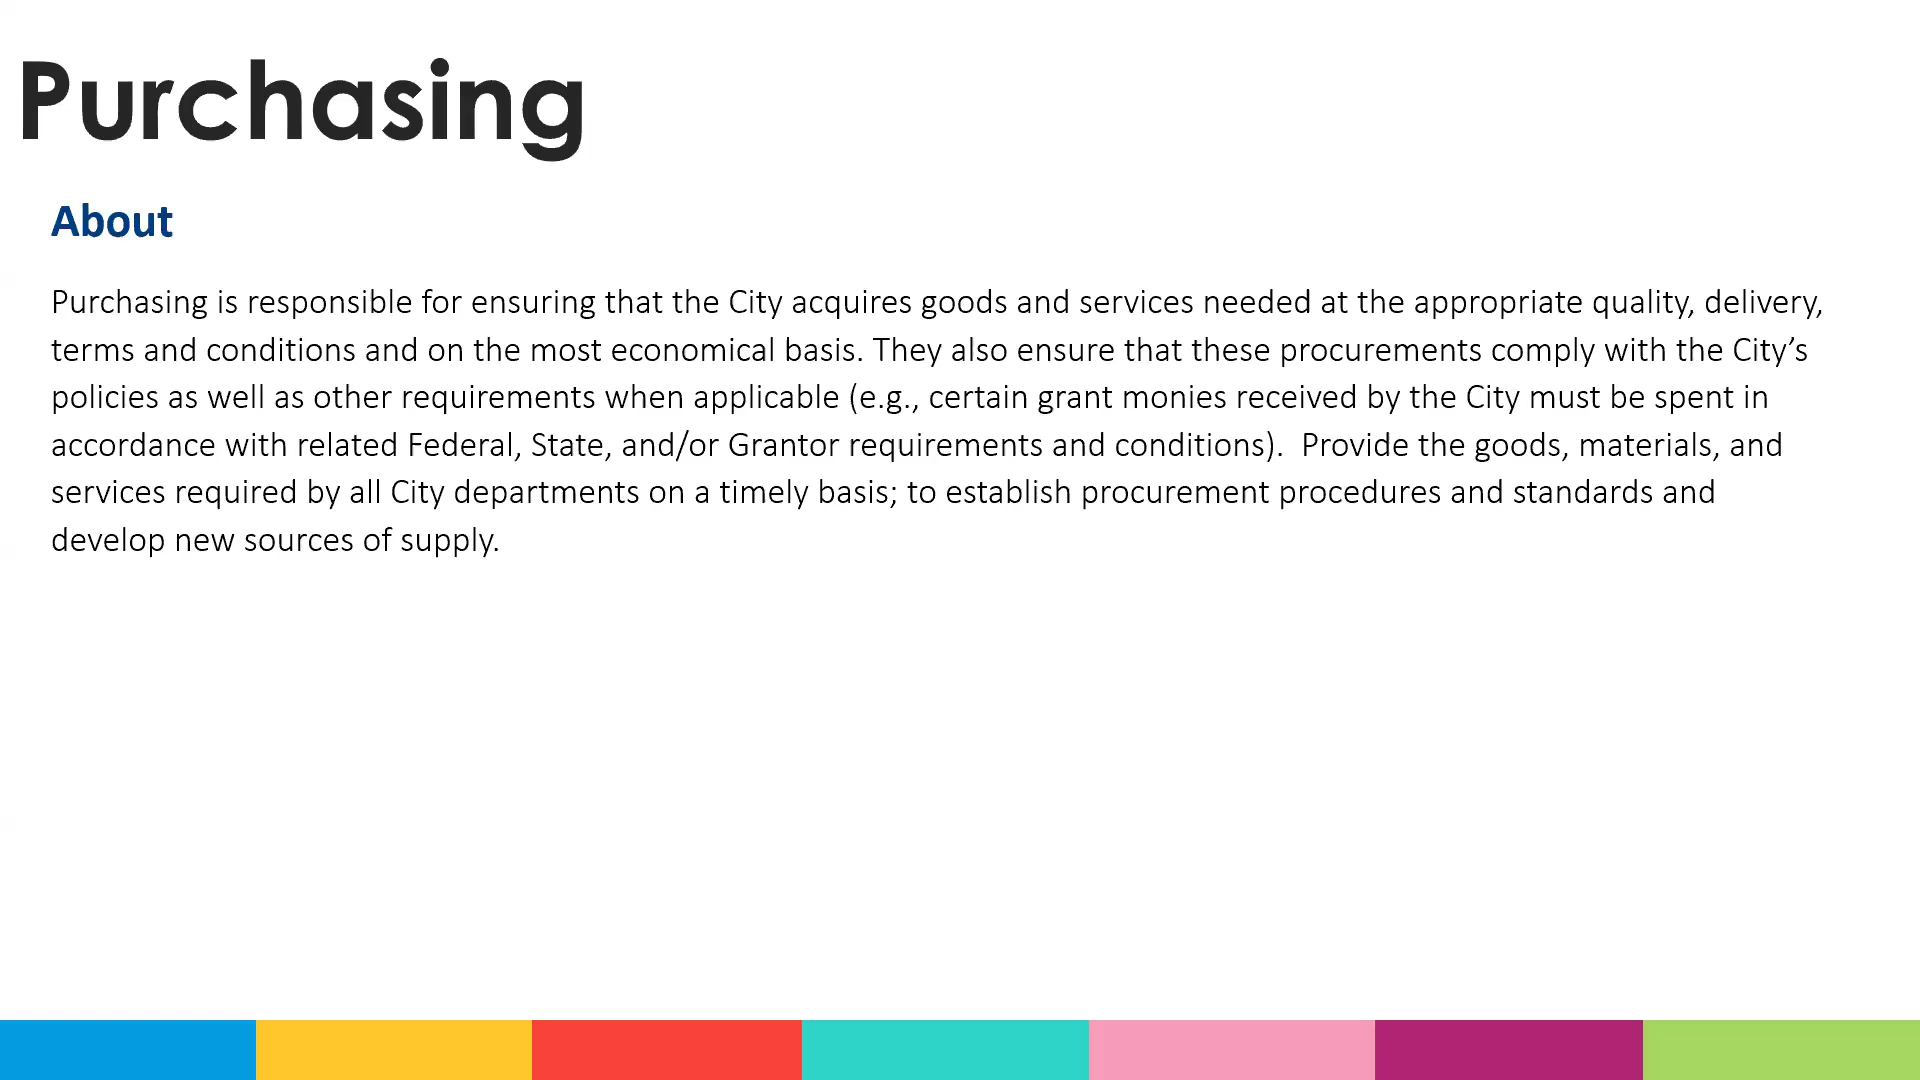 Purchasing
About
Purchasing is responsible for ensuring that the City acquires goods and services needed at the appropriate quality, delivery,
terms and conditions and on the most economical basis. They also ensure that these procurements comply with the City’s
policies as well as other requirements when applicable (e.g., certain grant monies received by the City must be spent in
accordance with related Federal, State, and/or Grantor requirements and conditions).  Provide the goods, materials, and
services required by all City departments on a timely basis; to establish procurement procedures and standards and
develop new sources of supply.